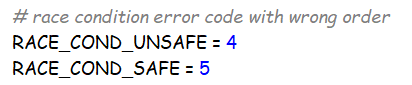 # race condition error code with wrong order
RACE_COND_UNSAFE = 4
RACE_COND_SAFE = 5